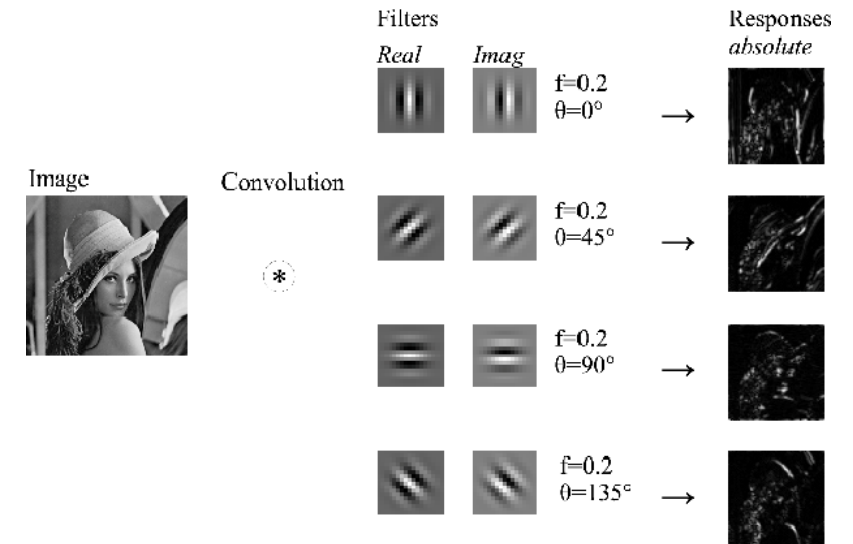 Filters
Responses
Real
Imag
absolute
f=0.2
θ=0°
→
Image
Convolution
*
f=0.2
θ=45°
→
f=0.2
θ=90°
→
f=0.2
θ=135°
→